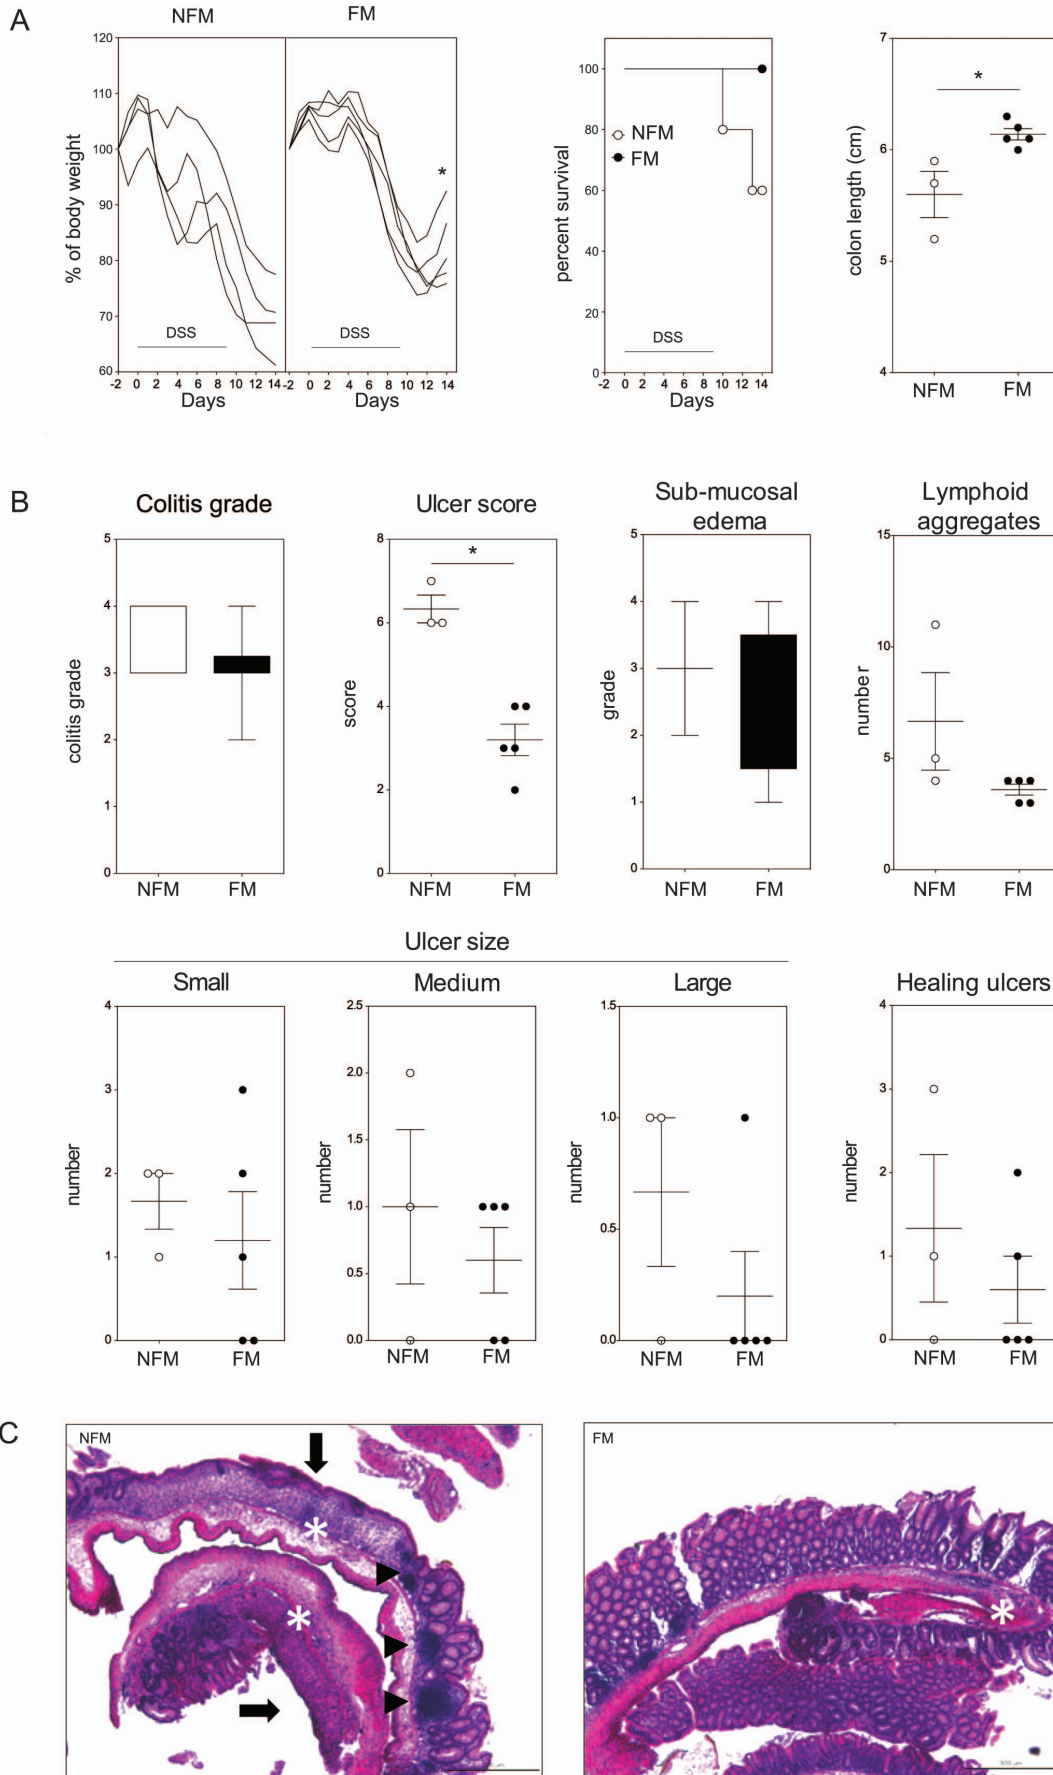 A
NFM
FM
120
110
100
90
80
70
60
% of body weight
*
DSS
DSS
-2 0 2 4 6 8 10 12 14
-2 0 2 4 6 8 10 12 14
Days
Days
100
80
60
40
20
0
percent survival
NFM
FM
DSS
-2 0 2 4 6 8 10 12 14
Days
7
6
5
4
colon length (cm)
*
NFM
FM
B
Colitis grade
5
4
3
2
1
0
colitis grade
NFM
FM
Ulcer score
8
6
4
2
0
score
*
NFM
FM
Sub-mucosal
edema
5
4
3
2
1
0
grade
NFM
FM
Lymphoid
aggregates
15
10
5
0
number
NFM
FM
Ulcer size
Small
4
3
2
1
0
number
NFM
FM
Medium
2.5
2.0
1.5
1.0
0.5
0.0
number
NFM
FM
Large
1.5
1.0
0.5
0.0
number
NFM
FM
Healing ulcers
4
3
2
1
0
number
NFM
FM
C
NFM
*
*
FM
*